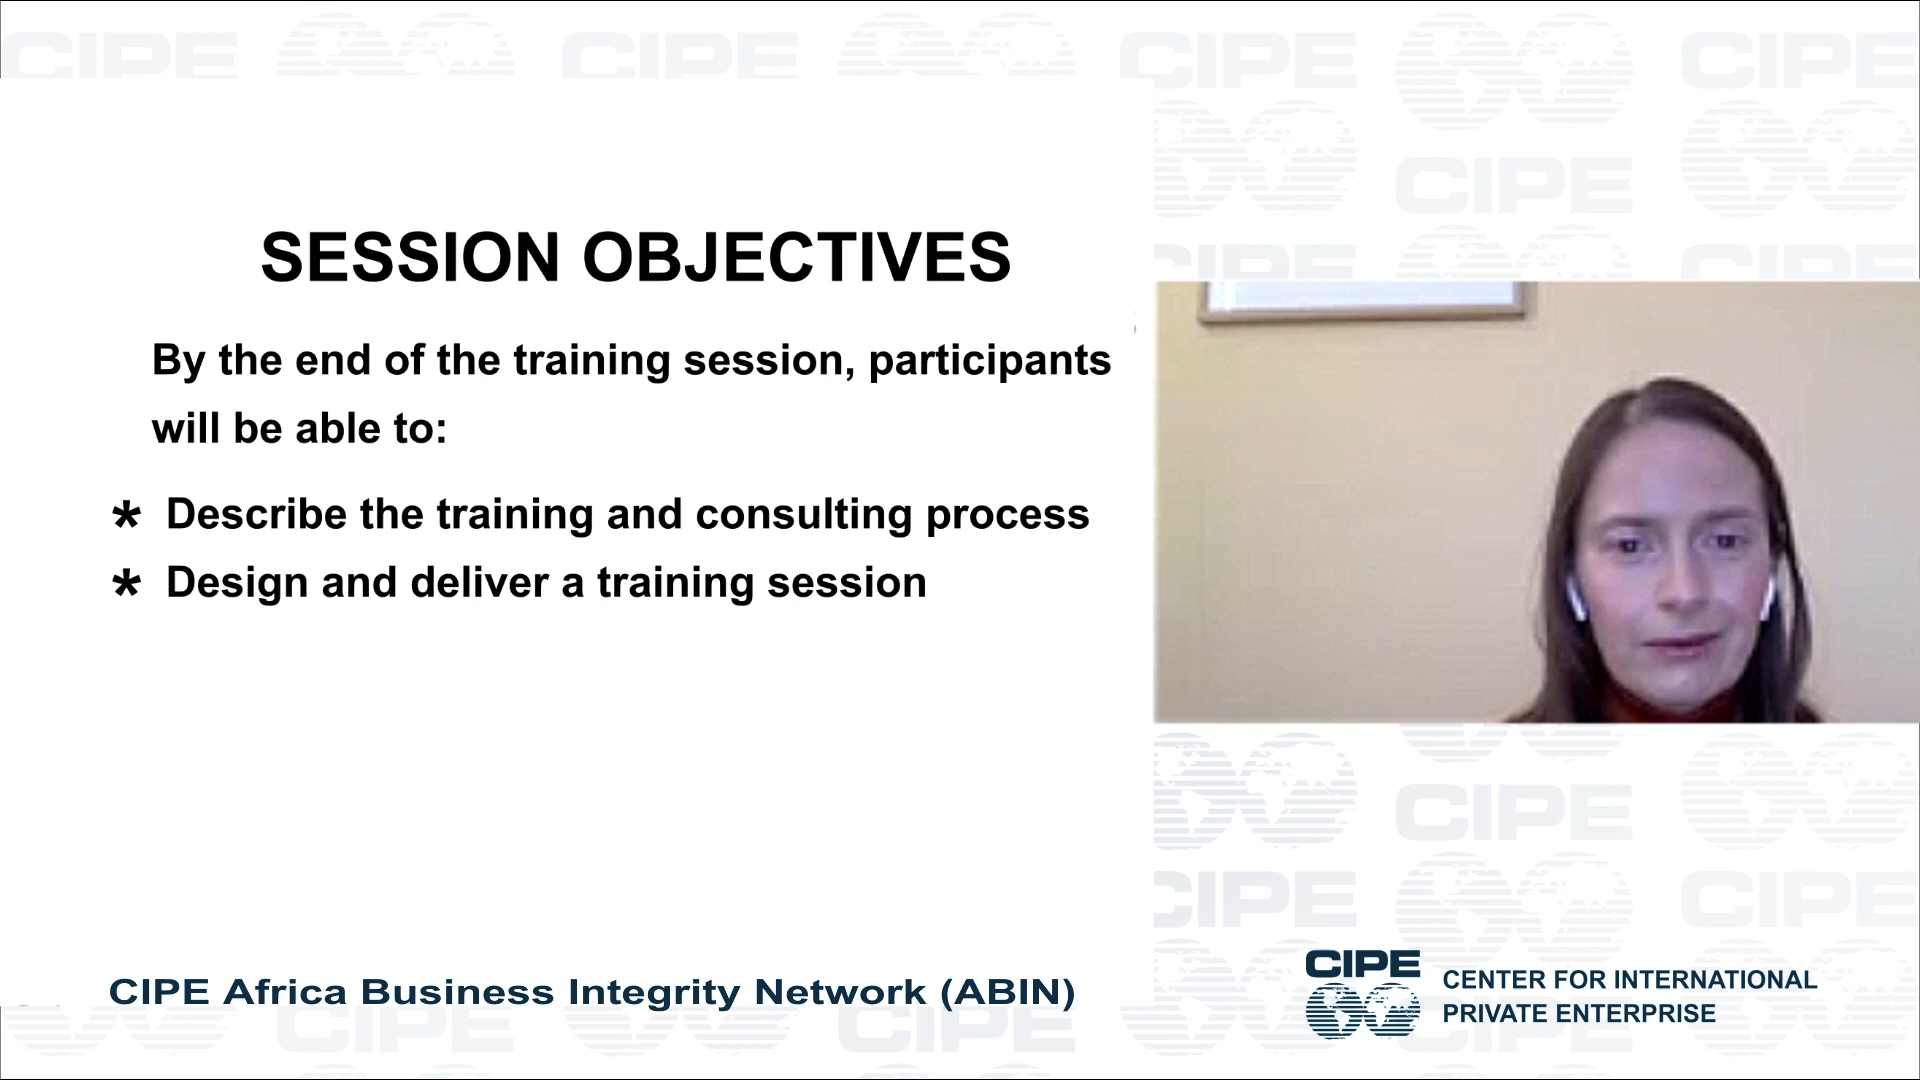 SESSION OBJECTIVES
By the end of the training session, participants
will be able to:
* Describe the training and consulting process
* Design and deliver a training session
CIPE Africa Business Integrity Network (ABIN)
CIPE
CENTER FOR INTERNATIONAL
PRIVATE ENTERPRISE